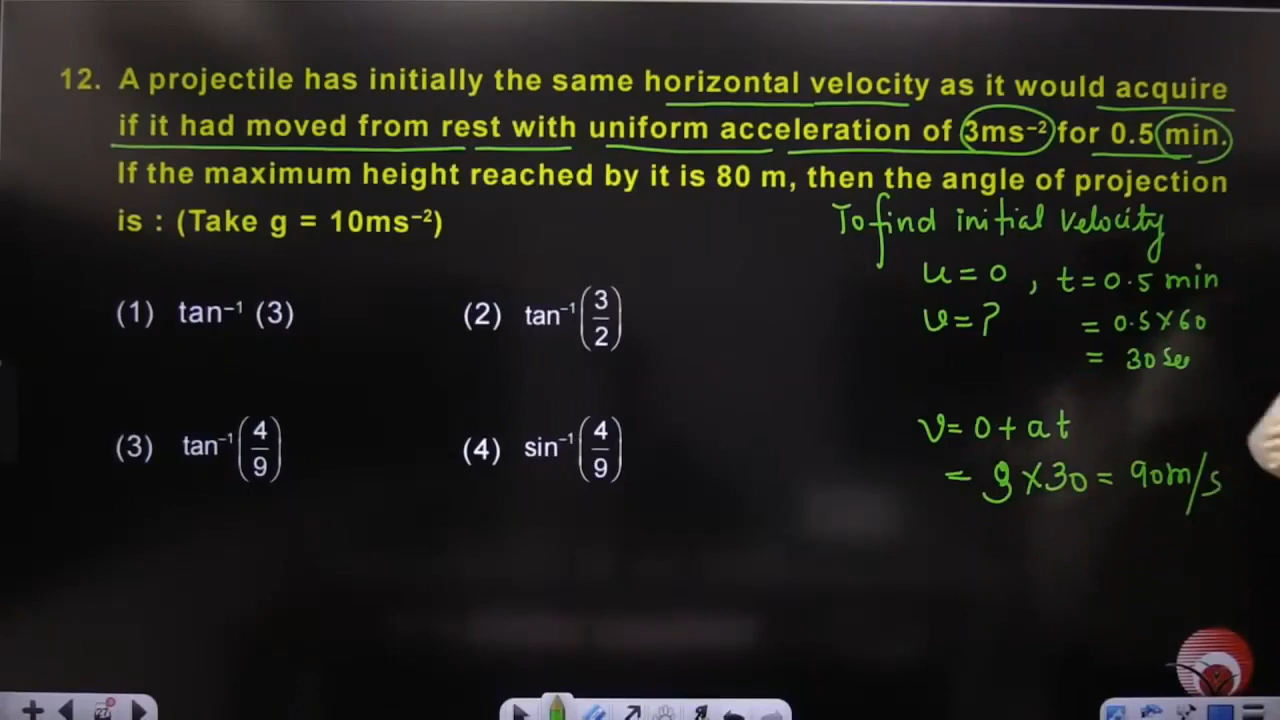 12. A projectile has initially the same horizontal velocity as it would acquire
if it had moved from rest with uniform acceleration of 3ms⁻² for 0.5 min.
If the maximum height reached by it is 80 m, then the angle of projection
is : (Take g = 10ms⁻²)
To find initial velocity
u = 0 , t = 0.5 min
v = ? = 0.5 × 60
= 30 Sec
(1) tan⁻¹ (3) (2) tan⁻¹ (3/2)
(3) tan⁻¹ (4/9) (4) sin⁻¹ (4/9)
v = 0 + at
= 3 × 30 = 90 m/s